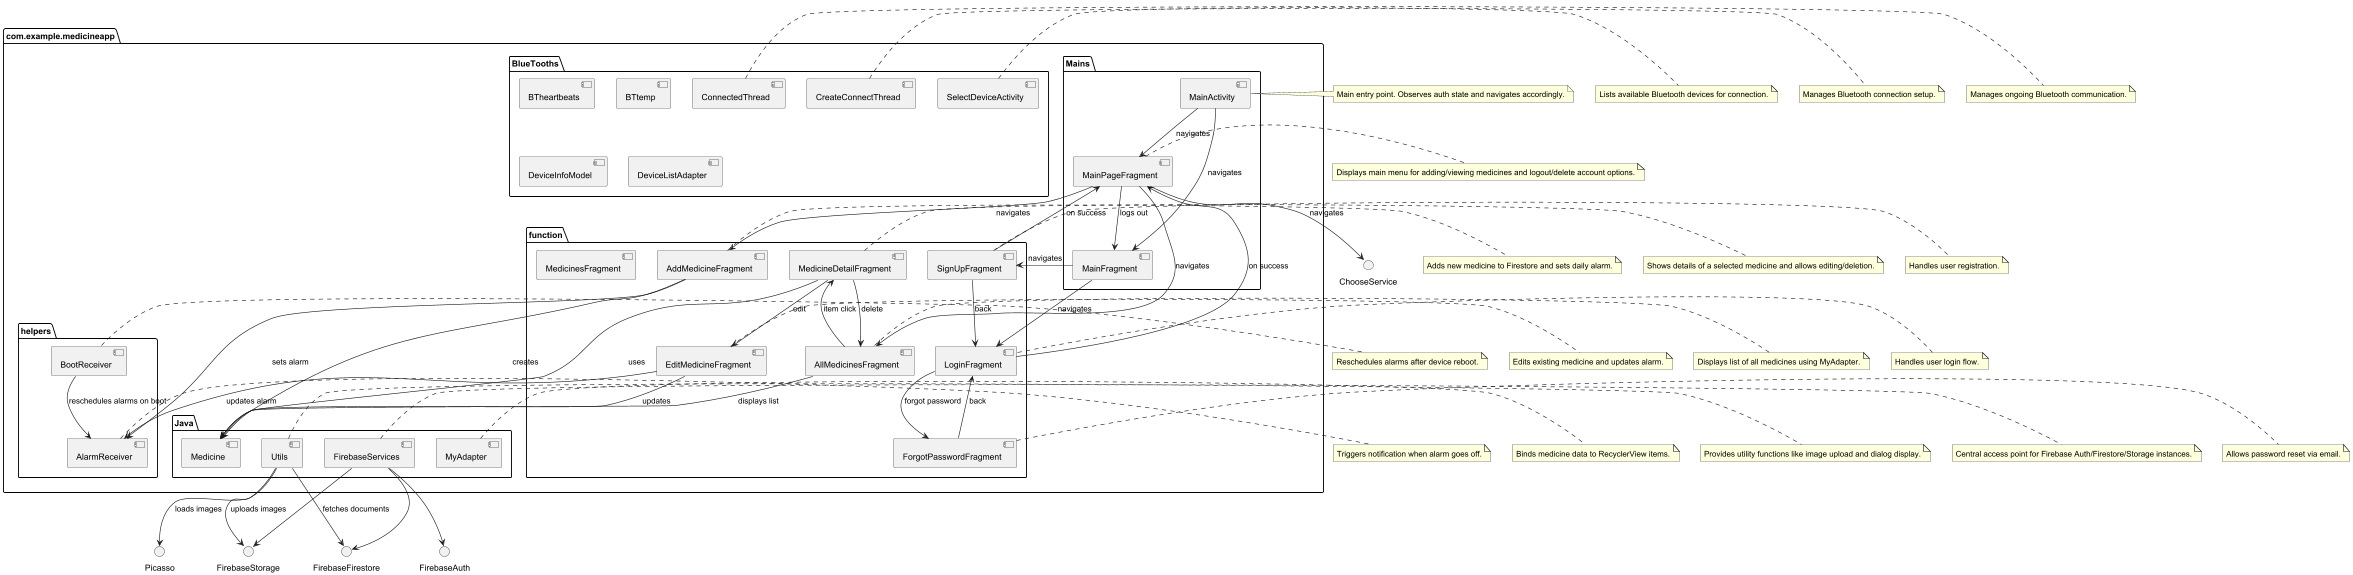 com.example.medicineapp
BlueTooths
Mains
BTheartbeats
BTtemp
ConnectedThread
CreateConnectThread
SelectDeviceActivity
MainActivity
Main entry point. Observes auth state and navigates accordingly.
Lists available Bluetooth devices for connection.
Manages Bluetooth connection setup.
Manages ongoing Bluetooth communication.
navigates
DeviceInfoModel
DeviceListAdapter
MainPageFragment
navigates
Displays main menu for adding/viewing medicines and logout/delete account options.
navigates
on success
logs out
navigates
function
MedicinesFragment
AddMedicineFragment
MedicineDetailFragment
SignUpFragment
navigates
MainFragment
navigates
on success
ChooseService
Adds new medicine to Firestore and sets daily alarm.
Shows details of a selected medicine and allows editing/deletion.
Handles user registration.
edit
item click
delete
back
navigates
helpers
BootReceiver
sets alarm
creates
uses
EditMedicineFragment
AllMedicinesFragment
LoginFragment
Reschedules alarms after device reboot.
Edits existing medicine and updates alarm.
Displays list of all medicines using MyAdapter.
Handles user login flow.
reschedules alarms on boot
updates alarm
updates
displays list
forgot password
back
Java
AlarmReceiver
Medicine
Utils
FirebaseServices
MyAdapter
ForgotPasswordFragment
Triggers notification when alarm goes off.
Binds medicine data to RecyclerView items.
Provides utility functions like image upload and dialog display.
Central access point for Firebase Auth/Firestore/Storage instances.
Allows password reset via email.
loads images
uploads images
fetches documents
Picasso
FirebaseStorage
FirebaseFirestore
FirebaseAuth